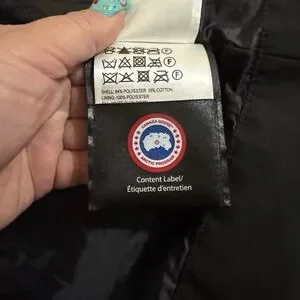 SHELL: 84% POLYESTER 16% COTTON
LINING: 100% POLYESTER
CANADA GOOSE
ARCTIC PROGRAM
Content Label/
Étiquette d'entretien